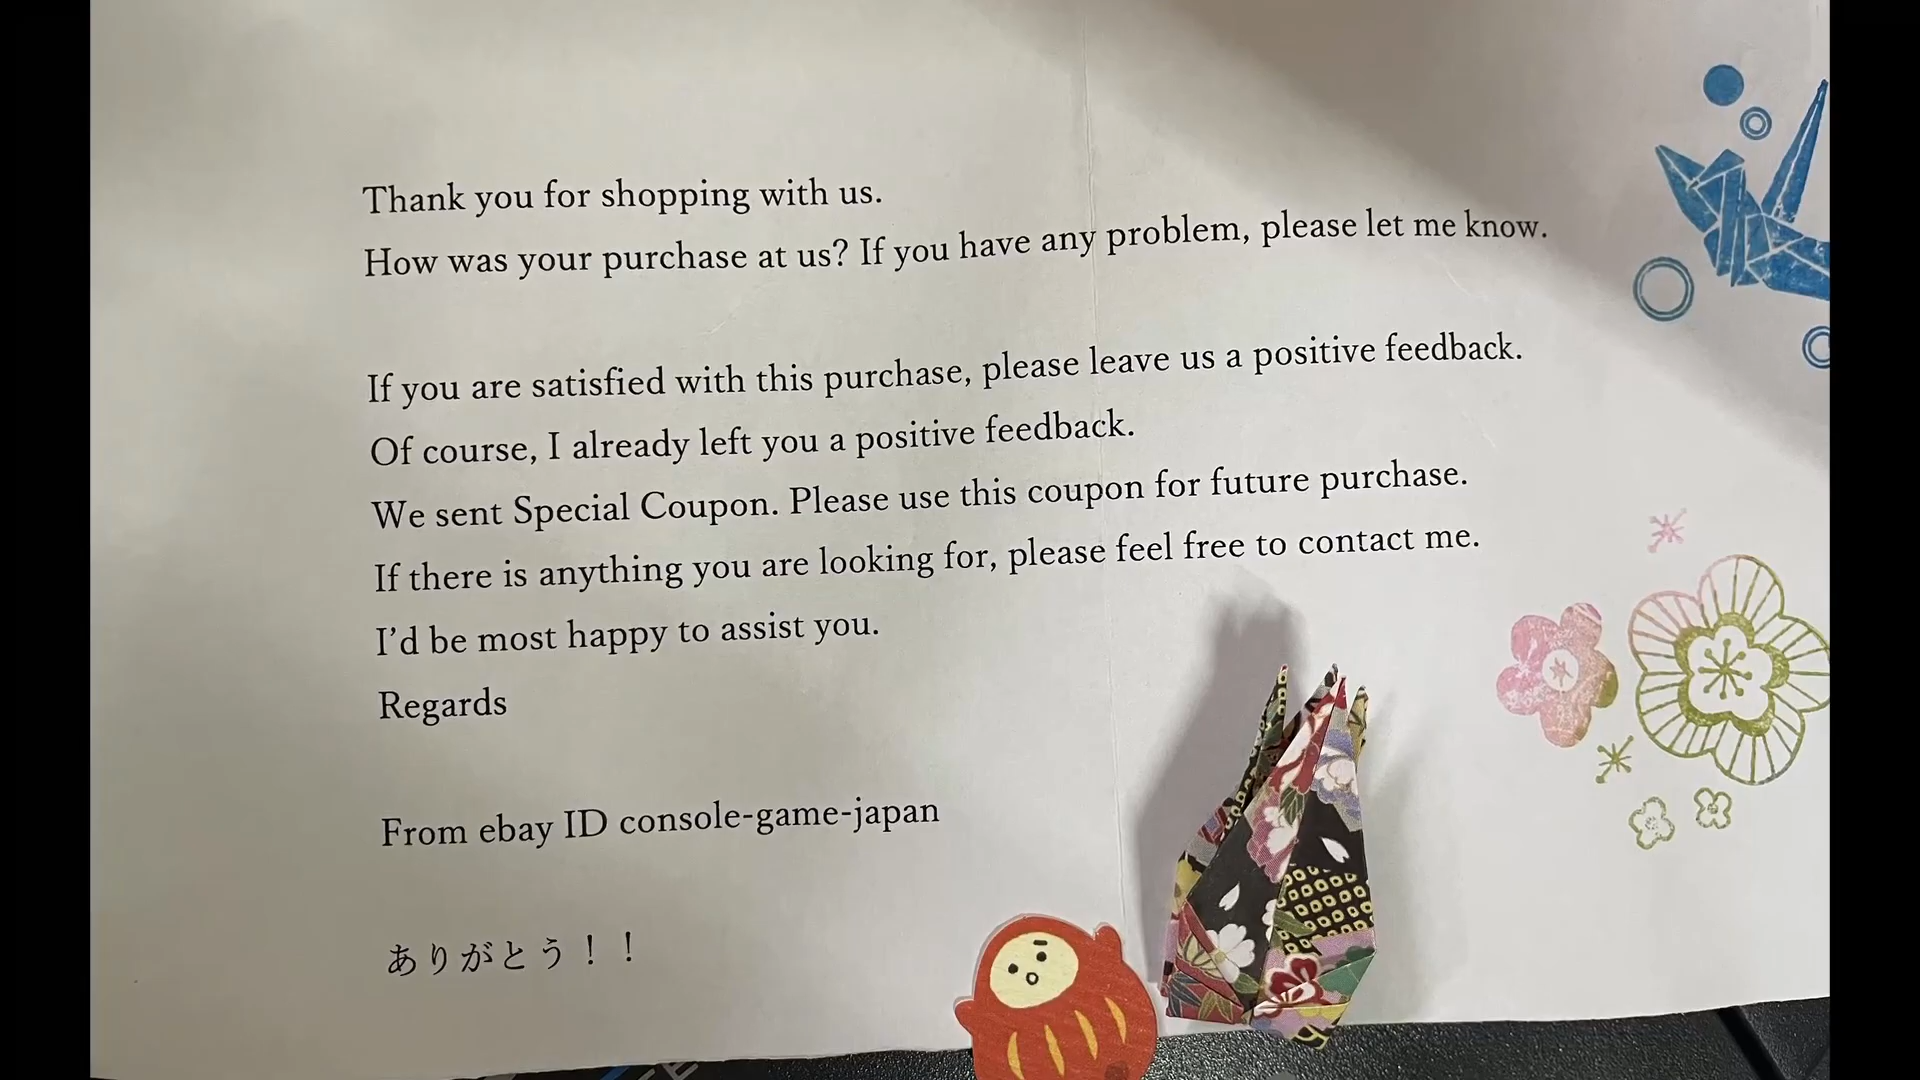 Thank you for shopping with us.
How was your purchase at us? If you have any problem, please let me know.
If you are satisfied with this purchase, please leave us a positive feedback.
Of course, I already left you a positive feedback.
We sent Special Coupon. Please use this coupon for future purchase.
If there is anything you are looking for, please feel free to contact me.
I’d be most happy to assist you.
Regards
From ebay ID console-game-japan
ありがとう！！